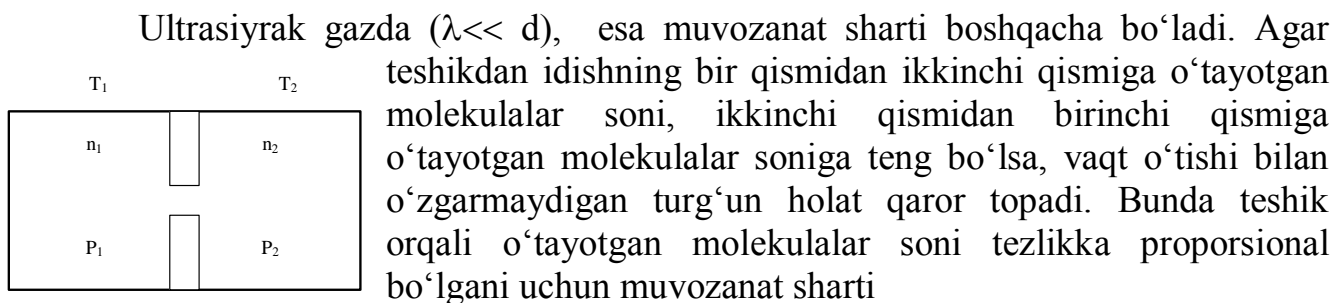 Ultrasiyrak gazda (λ<< d), esa muvozanat sharti boshqacha bo‘ladi. Agar
teshikdan idishning bir qismidan ikkinchi qismiga o‘tayotgan
molekulalar soni, ikkinchi qismidan birinchi qismiga
o‘tayotgan molekulalar soniga teng bo‘lsa, vaqt o‘tishi bilan
o‘zgarmaydigan turg‘un holat qaror topadi. Bunda teshik
orqali o‘tayotgan molekulalar soni tezlikka proporsional
bo‘lgani uchun muvozanat sharti
T₁ T₂
n₁ n₂
P₁ P₂